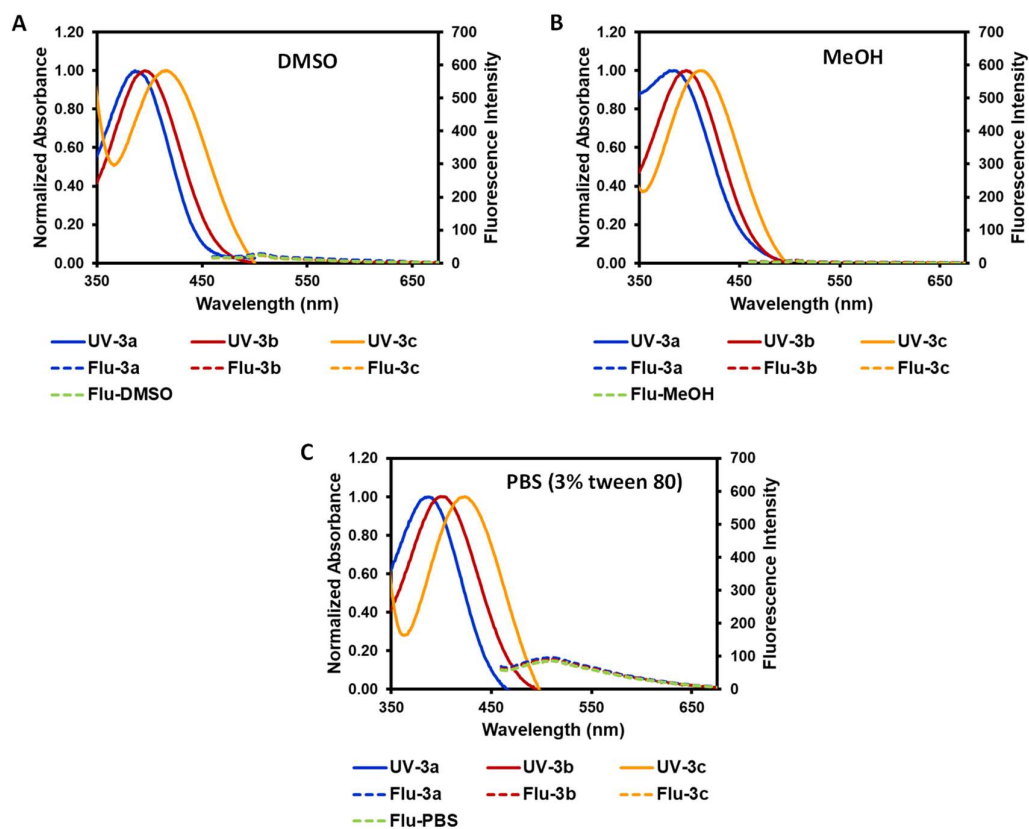 A
DMSO
Normalized Absorbance
1.20
1.00
0.80
0.60
0.40
0.20
0.00
700
600
500
400
300
200
100
0
Fluorescence Intensity
350 450 550 650
Wavelength (nm)
UV-3a UV-3b UV-3c
Flu-3a Flu-3b Flu-3c
Flu-DMSO
B
MeOH
Normalized Absorbance
1.20
1.00
0.80
0.60
0.40
0.20
0.00
700
600
500
400
300
200
100
0
Fluorescence Intensity
350 450 550 650
Wavelength (nm)
UV-3a UV-3b UV-3c
Flu-3a Flu-3b Flu-3c
Flu-MeOH
C
PBS (3% tween 80)
Normalized Absorbance
1.20
1.00
0.80
0.60
0.40
0.20
0.00
700
600
500
400
300
200
100
0
Fluorescence Intensity
350 450 550 650
Wavelength (nm)
UV-3a UV-3b UV-3c
Flu-3a Flu-3b Flu-3c
Flu-PBS